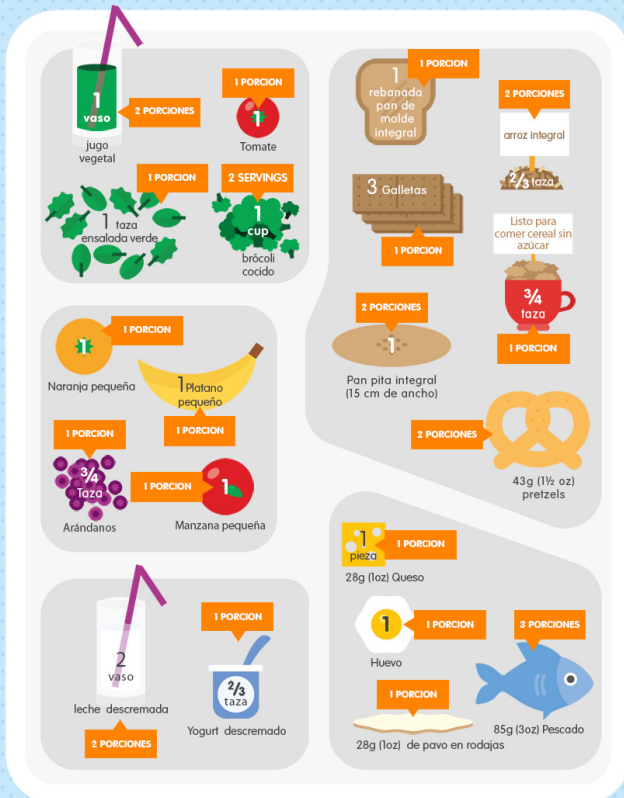 1
vaso
2 PORCIONES
jugo
vegetal
1 PORCION
1
Tomate
1 PORCION
1 taza
ensalada verde
2 SERVINGS
1
cup
brócoli
cocido
1 PORCION
1
Naranja pequeña
1 Platano
pequeño
1 PORCION
1 PORCION
¾
Taza
Arándanos
1 PORCION
1
Manzana pequeña
2
vaso
leche descremada
2 PORCIONES
1 PORCION
2/3
taza
Yogurt descremado
1 PORCION
1
rebanada
pan de
molde
integral
2 PORCIONES
arroz integral
2/3 taza
3 Galletas
1 PORCION
Listo para
comer cereal sin
azúcar
¾
taza
1 PORCION
2 PORCIONES
1
Pan pita integral
(15 cm de ancho)
2 PORCIONES
43g (1½ oz)
pretzels
1
pieza
1 PORCION
28g (1oz) Queso
1
1 PORCION
Huevo
3 PORCIONES
85g (3oz) Pescado
1 PORCION
28g (1oz) de pavo en rodajas